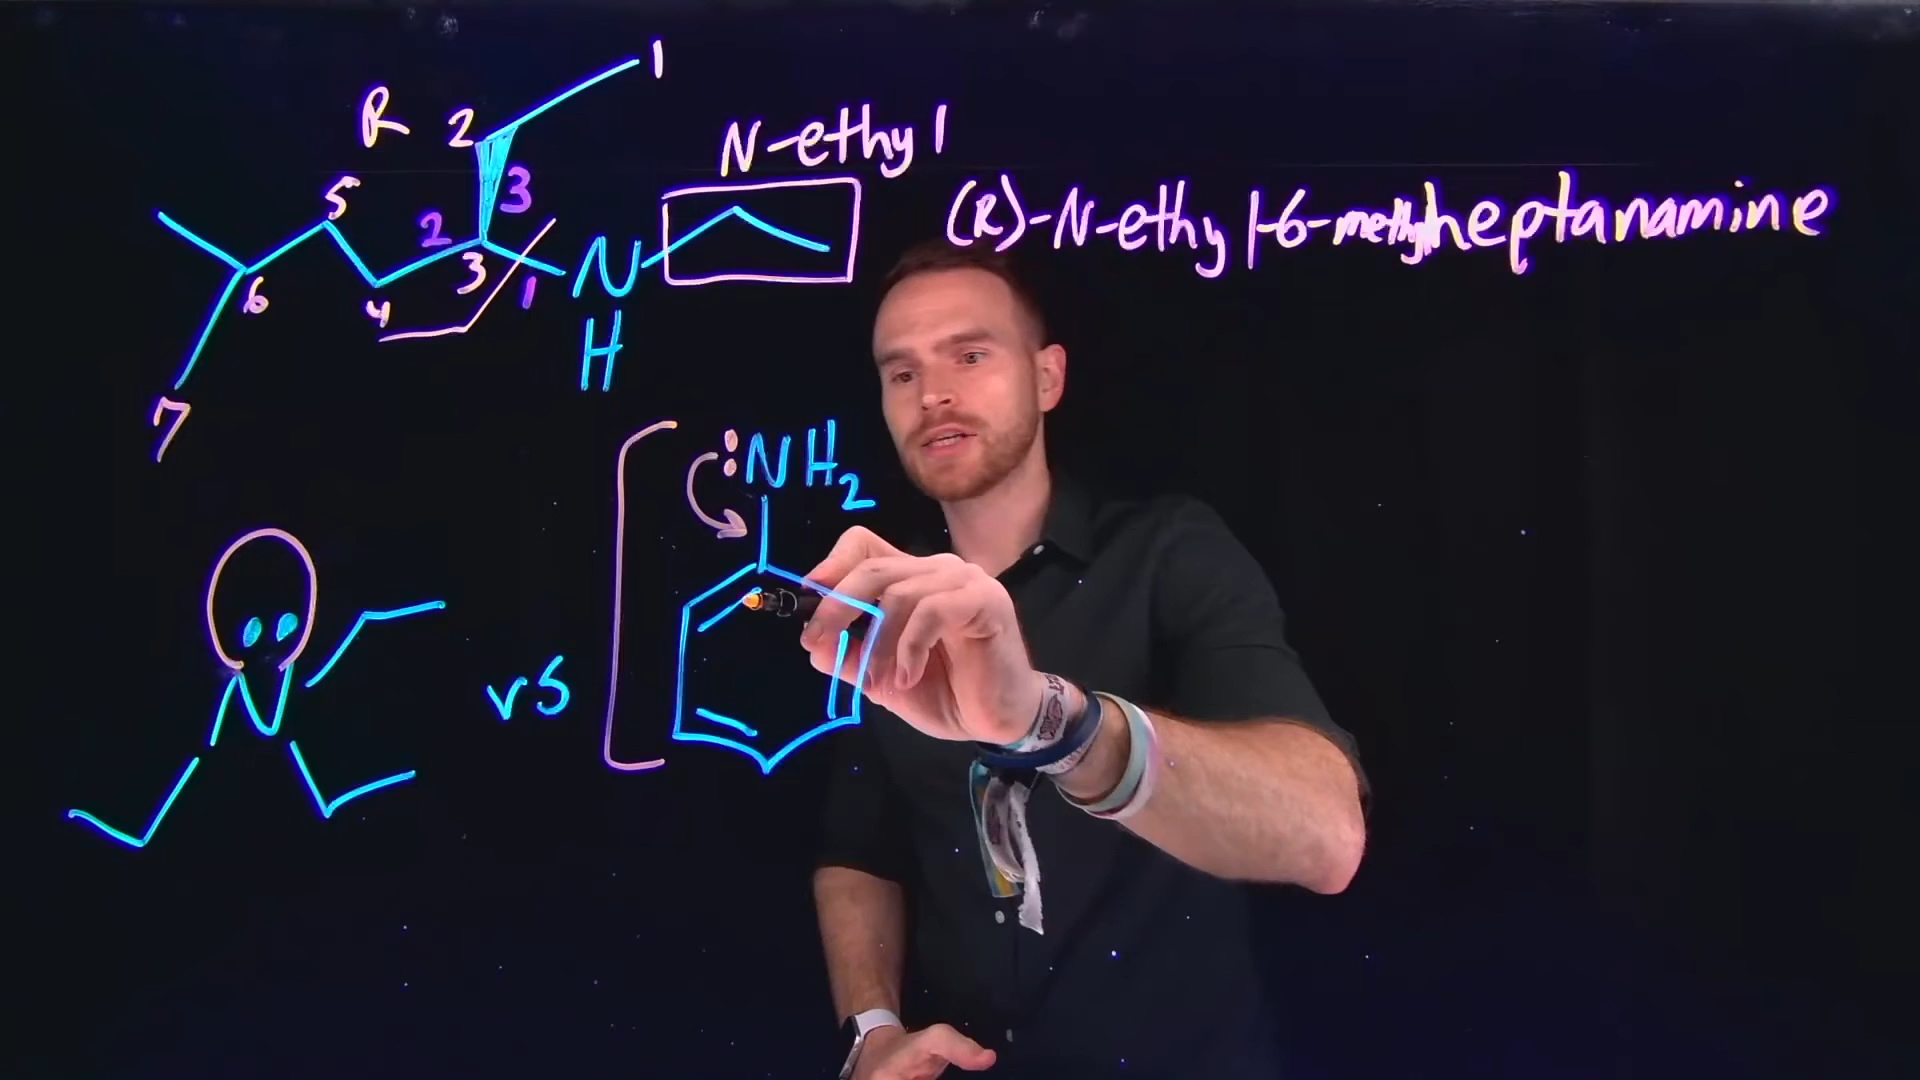 1
R
2
N-ethyl
5
3
(R)-N-ethyl-6-methylheptanamine
2
3
N
6
4
1
H
7
:NH2
N
vs